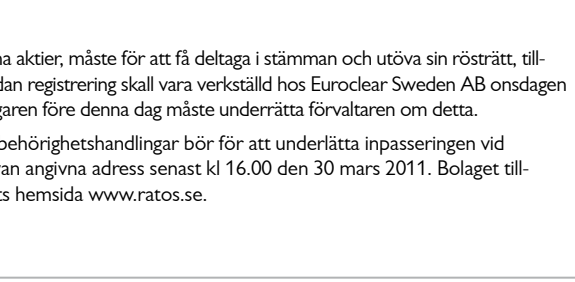 na aktier, måste för att få deltaga i stämman och utöva sin rösträtt, till-
dan registrering skall vara verkställd hos Euroclear Sweden AB onsdagen
garen före denna dag måste underrätta förvaltaren om detta.
behörighetshandlingar bör för att underlätta inpasseringen vid
van angivna adress senast kl 16.00 den 30 mars 2011. Bolaget till-
ts hemsida www.ratos.se.